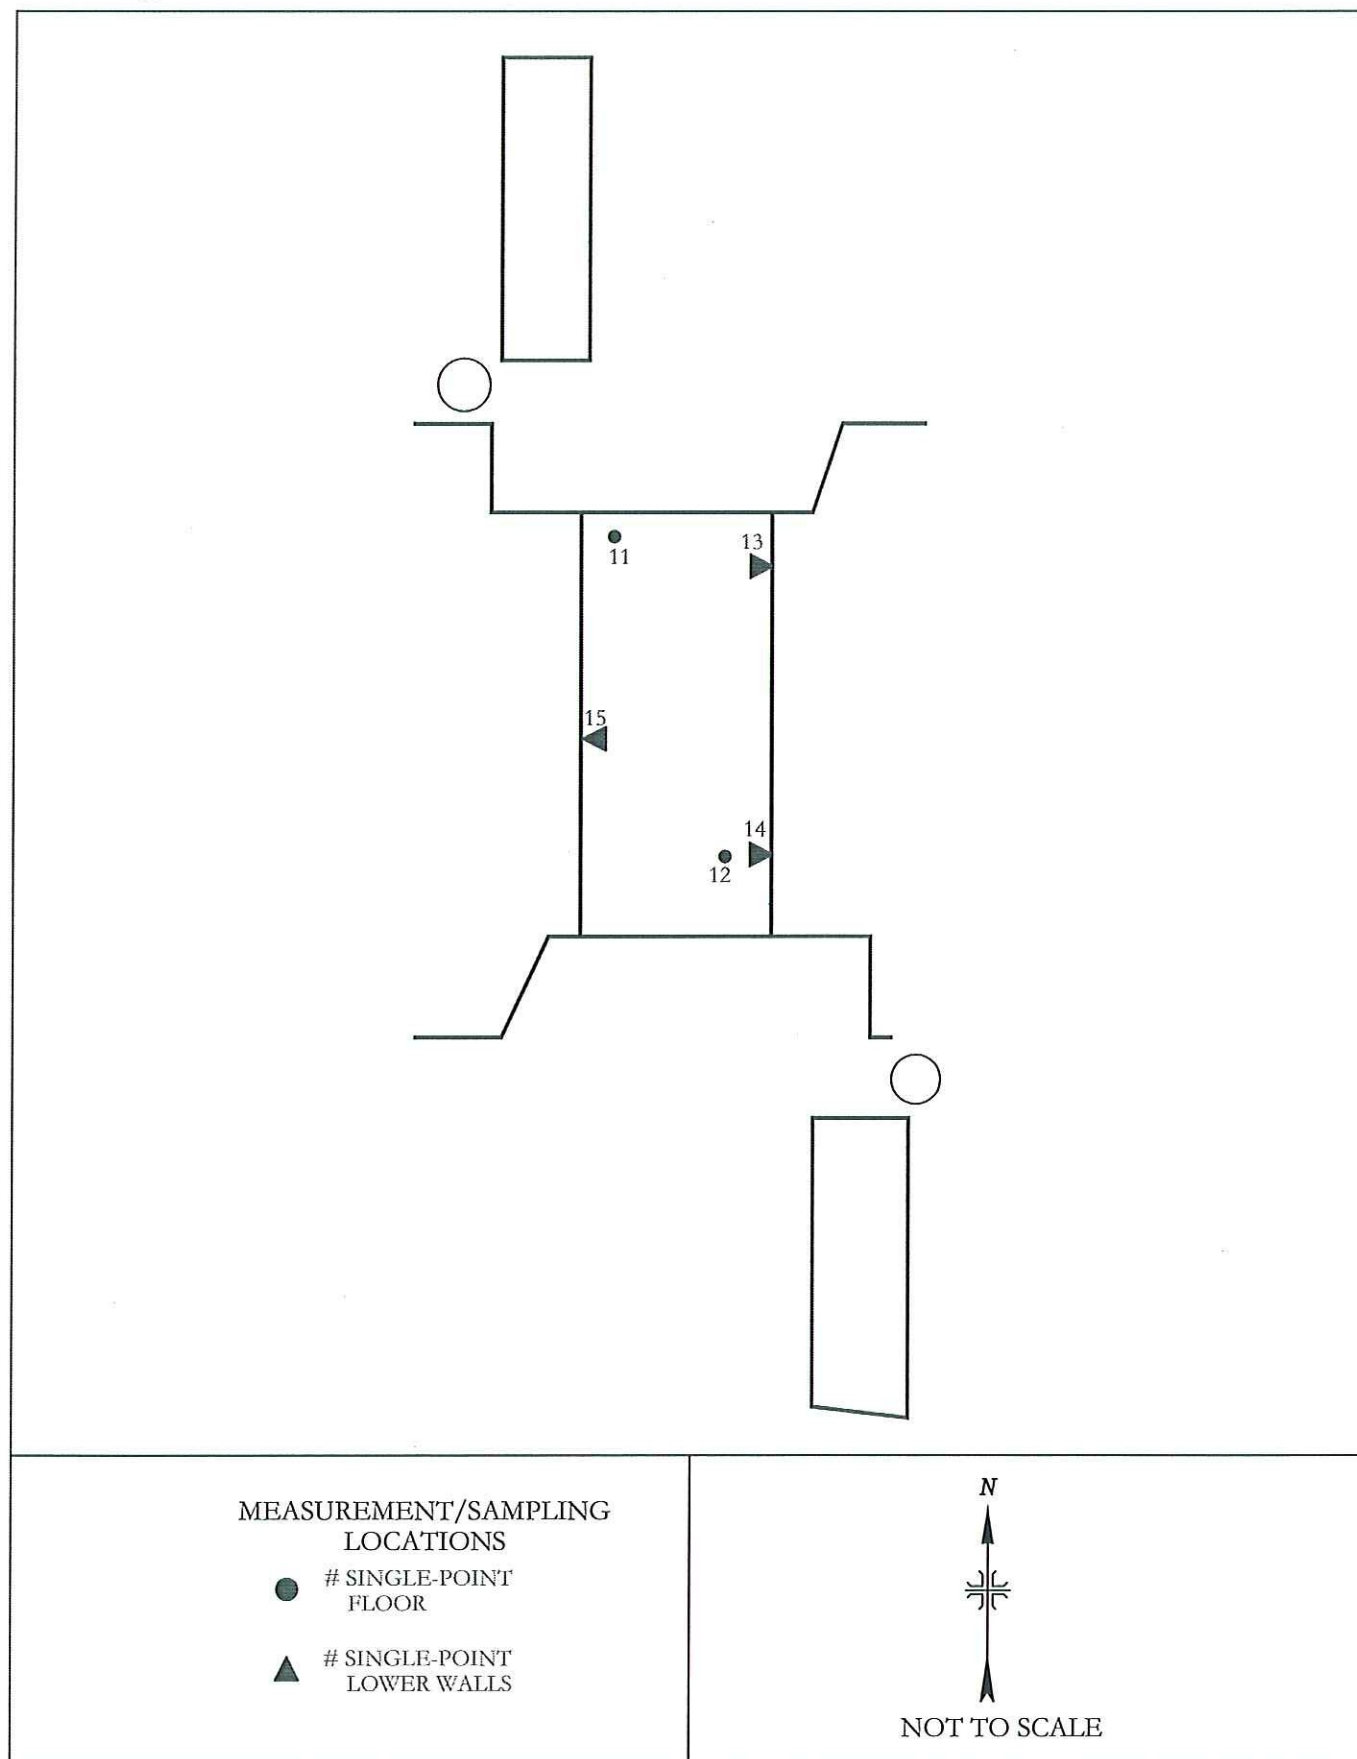 11
13
15
14
12
MEASUREMENT/SAMPLING
LOCATIONS
# SINGLE-POINT
FLOOR
# SINGLE-POINT
LOWER WALLS
N
NOT TO SCALE